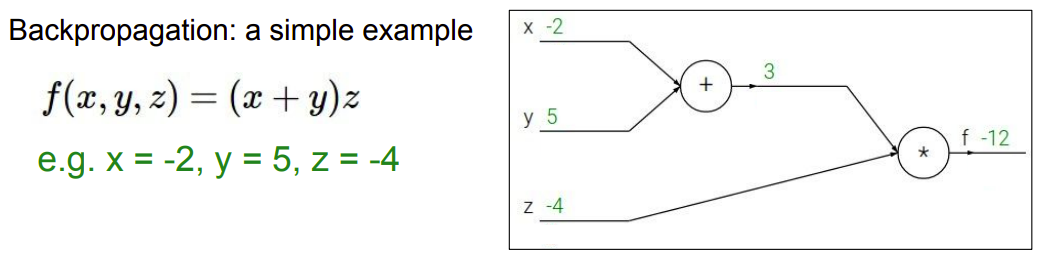 Backpropagation: a simple example
f(x, y, z) = (x + y)z
e.g. x = -2, y = 5, z = -4
x -2
+
3
y 5
*
f -12
z -4